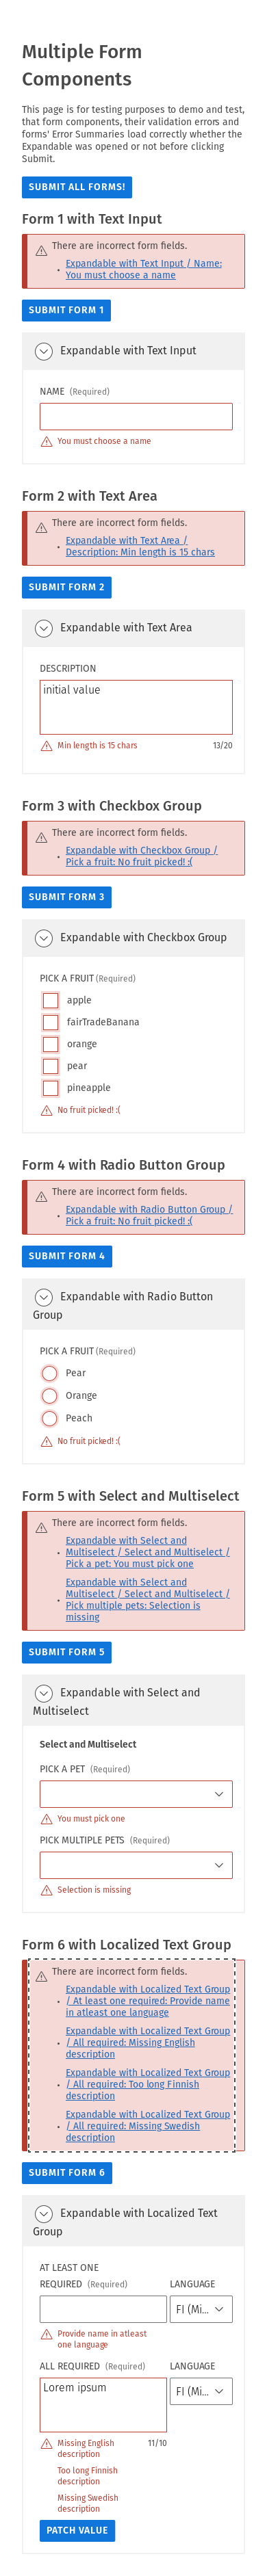 Multiple Form
Components
This page is for testing purposes to demo and test,
that form components, their validation errors and
forms' Error Summaries load correctly whether the
Expandable was opened or not before clicking
Submit.
SUBMIT ALL FORMS!
Form 1 with Text Input
There are incorrect form fields.
• Expandable with Text Input / Name:
You must choose a name
SUBMIT FORM 1
Expandable with Text Input
NAME (Required)
You must choose a name
Form 2 with Text Area
There are incorrect form fields.
• Expandable with Text Area /
Description: Min length is 15 chars
SUBMIT FORM 2
Expandable with Text Area
DESCRIPTION
initial value
Min length is 15 chars 13/20
Form 3 with Checkbox Group
There are incorrect form fields.
• Expandable with Checkbox Group /
Pick a fruit: No fruit picked! :(
SUBMIT FORM 3
Expandable with Checkbox Group
PICK A FRUIT (Required)
apple
fairTradeBanana
orange
pear
pineapple
No fruit picked! :(
Form 4 with Radio Button Group
There are incorrect form fields.
• Expandable with Radio Button Group /
Pick a fruit: No fruit picked! :(
SUBMIT FORM 4
Expandable with Radio Button
Group
PICK A FRUIT (Required)
Pear
Orange
Peach
No fruit picked! :(
Form 5 with Select and Multiselect
There are incorrect form fields.
• Expandable with Select and
Multiselect / Select and Multiselect /
Pick a pet: You must pick one
• Expandable with Select and
Multiselect / Select and Multiselect /
Pick multiple pets: Selection is
missing
SUBMIT FORM 5
Expandable with Select and
Multiselect
Select and Multiselect
PICK A PET (Required)
You must pick one
PICK MULTIPLE PETS (Required)
Selection is missing
Form 6 with Localized Text Group
There are incorrect form fields.
• Expandable with Localized Text Group
/ At least one required: Provide name
in atleast one language
• Expandable with Localized Text Group
/ All required: Missing English
description
• Expandable with Localized Text Group
/ All required: Too long Finnish
description
• Expandable with Localized Text Group
/ All required: Missing Swedish
description
SUBMIT FORM 6
Expandable with Localized Text
Group
AT LEAST ONE
REQUIRED (Required) LANGUAGE
FI (Mi...
Provide name in atleast
one language
ALL REQUIRED (Required) LANGUAGE
Lorem ipsum FI (Mi...
Missing English 11/10
description
Too long Finnish
description
Missing Swedish
description
PATCH VALUE